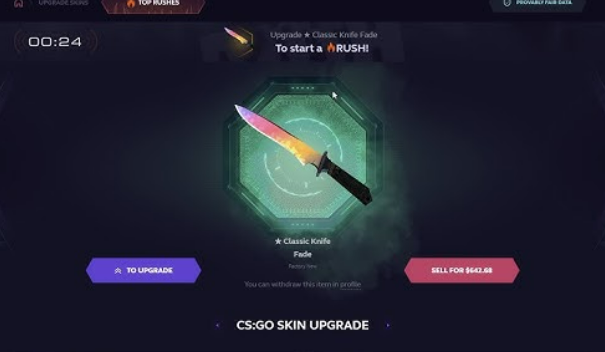 UPGRADE SKINS
TOP RUSHES
PROVABLY FAIR DATA
00:24
Upgrade ★ Classic Knife Fade
To start a RUSH!
★ Classic Knife
Fade
Factory New
TO UPGRADE
SELL FOR $642.68
You can withdraw this item in profile
CS:GO SKIN UPGRADE